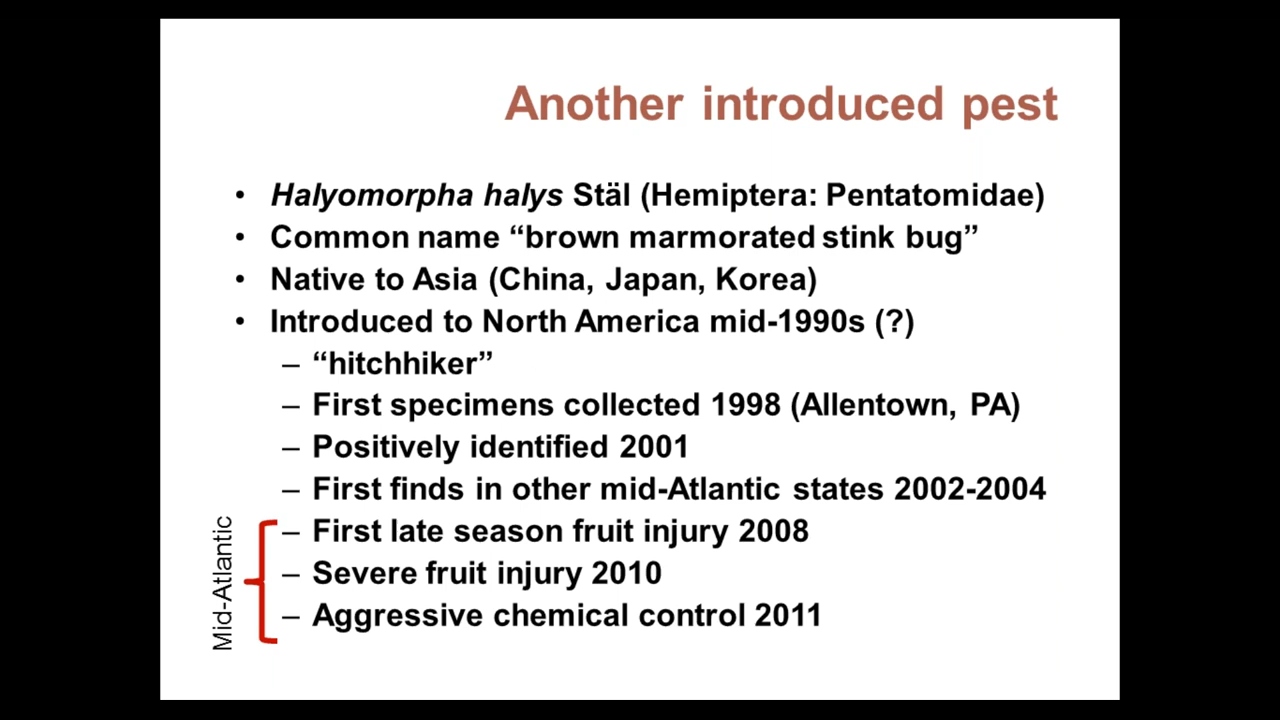 Another introduced pest
• Halyomorpha halys Stäl (Hemiptera: Pentatomidae)
• Common name “brown marmorated stink bug”
• Native to Asia (China, Japan, Korea)
• Introduced to North America mid-1990s (?)
– “hitchhiker”
– First specimens collected 1998 (Allentown, PA)
– Positively identified 2001
– First finds in other mid-Atlantic states 2002-2004
– First late season fruit injury 2008
– Severe fruit injury 2010
– Aggressive chemical control 2011
Mid-Atlantic